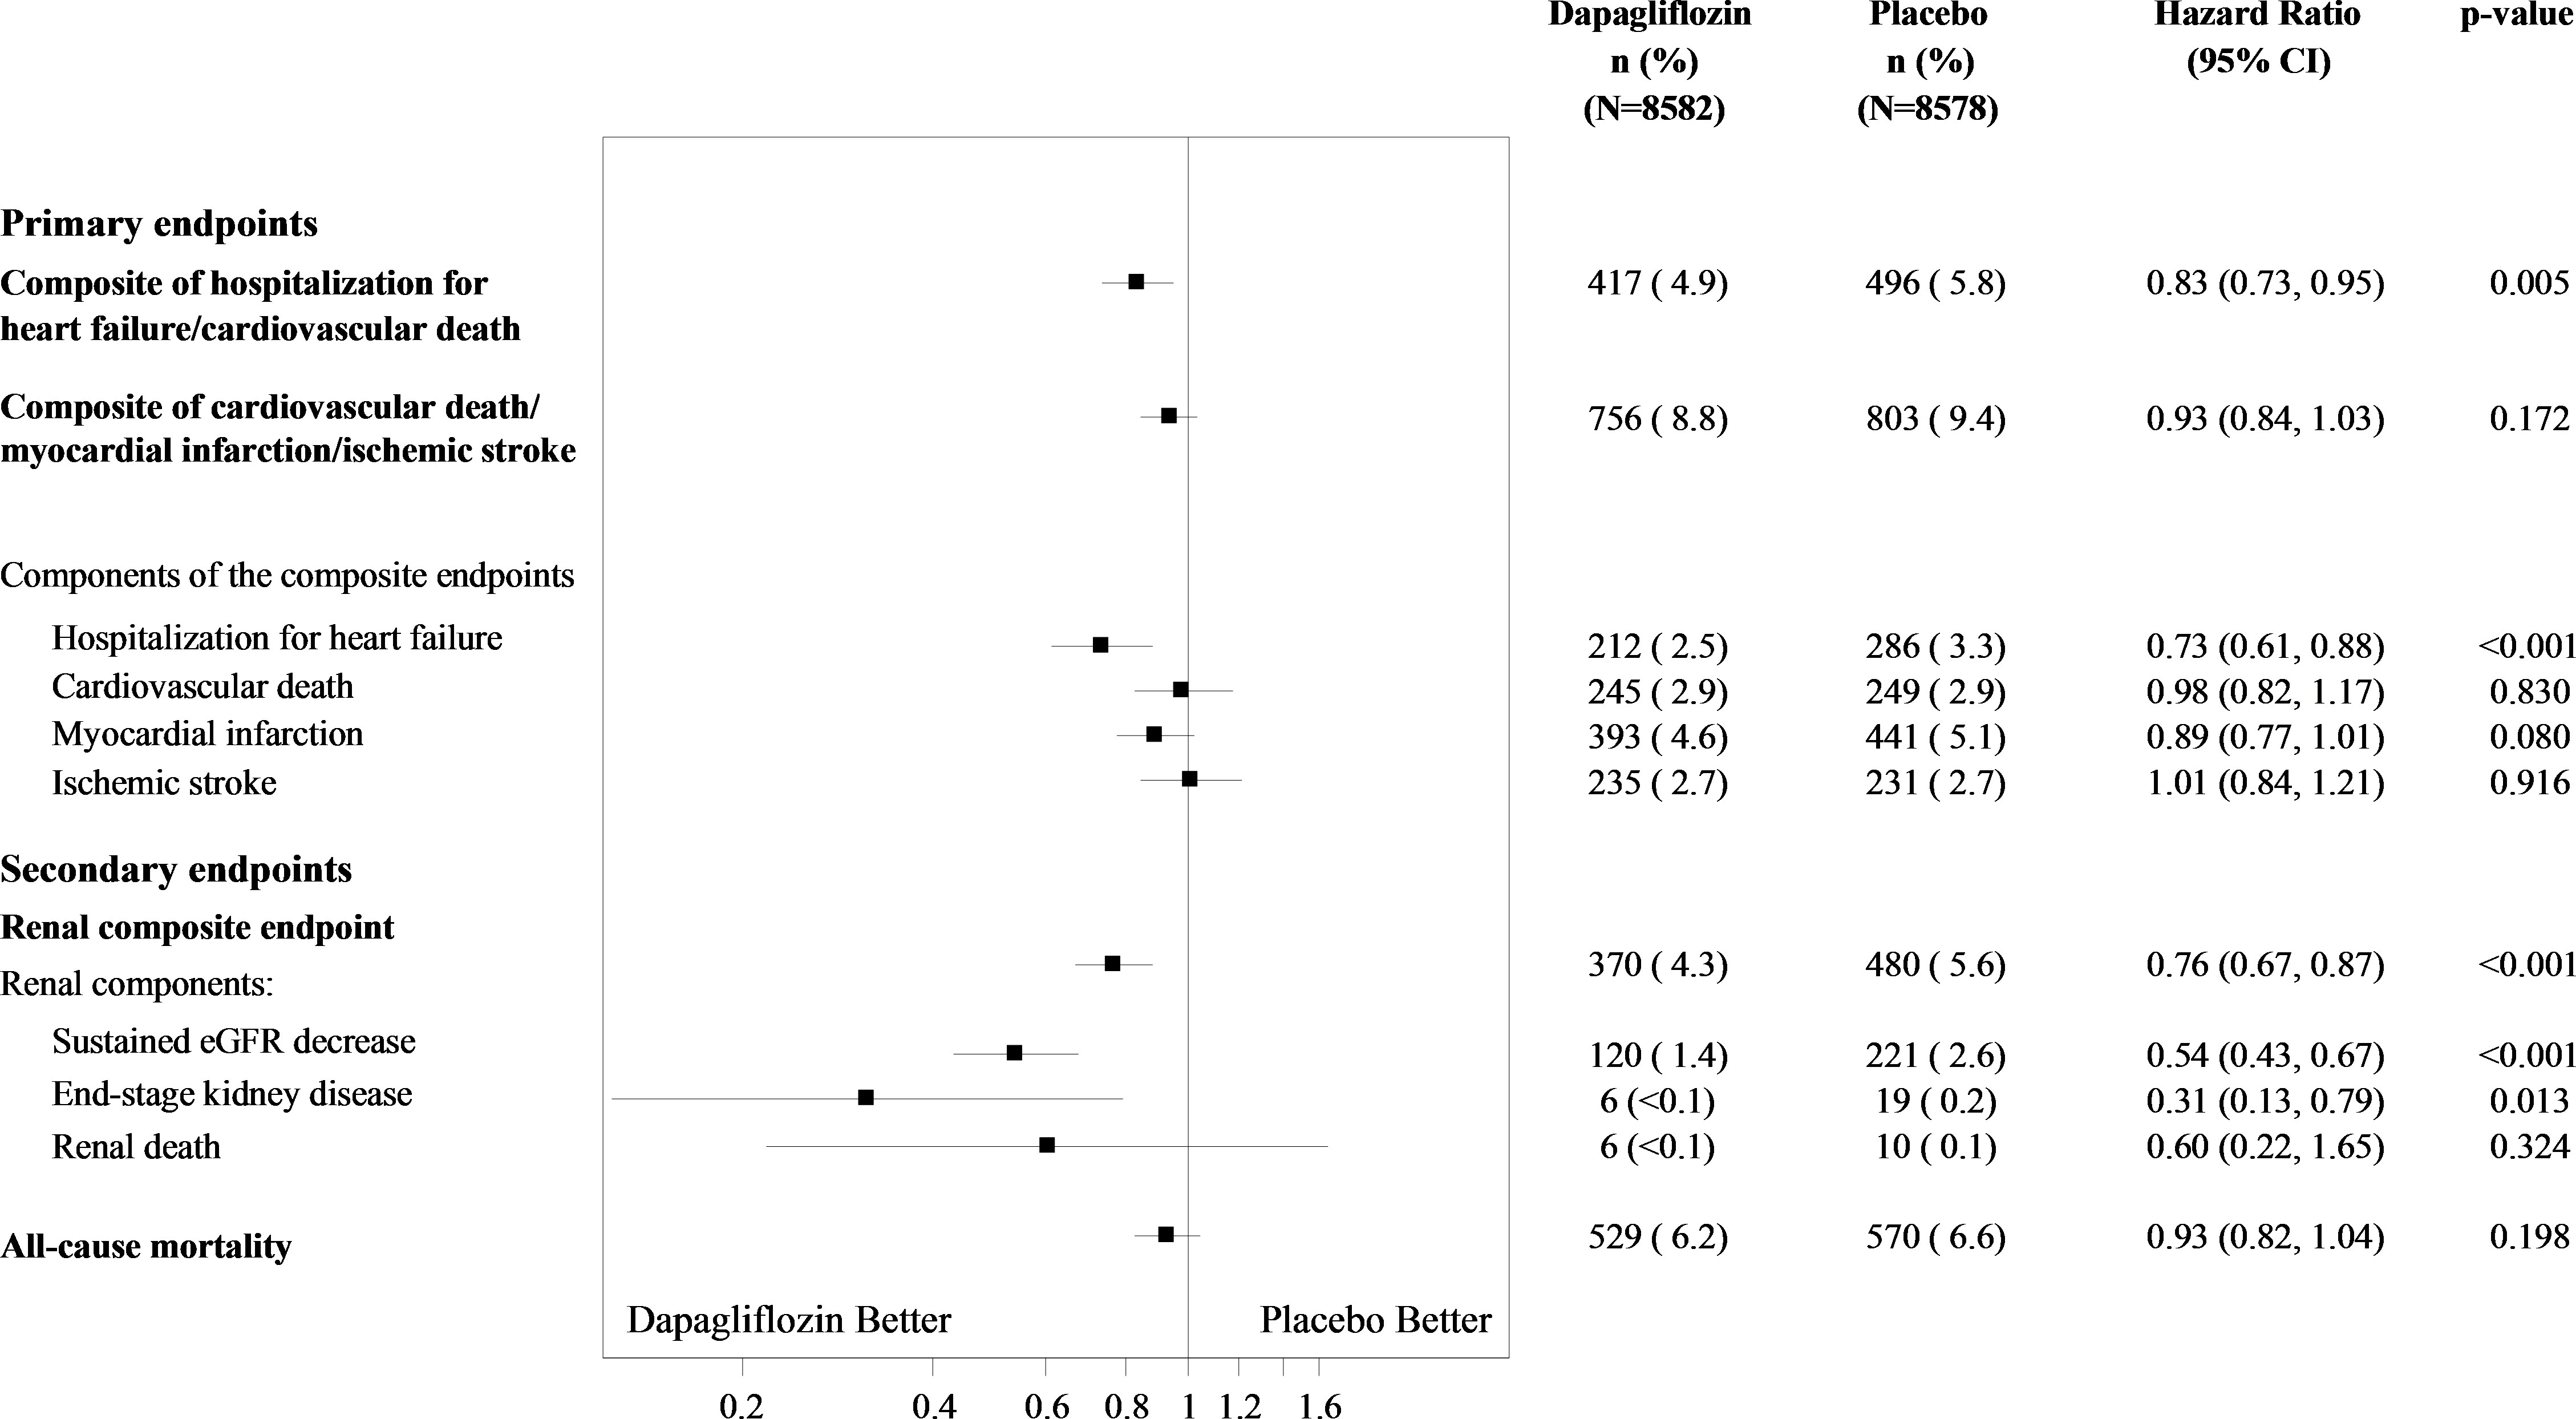 Dapagliflozin Placebo Hazard Ratio p-value
n (%) n (%) (95% CI)
(N=8582) (N=8578)
Primary endpoints
Composite of hospitalization for 417 ( 4.9) 496 ( 5.8) 0.83 (0.73, 0.95) 0.005
heart failure/cardiovascular death
Composite of cardiovascular death/ 756 ( 8.8) 803 ( 9.4) 0.93 (0.84, 1.03) 0.172
myocardial infarction/ischemic stroke
Components of the composite endpoints
Hospitalization for heart failure 212 ( 2.5) 286 ( 3.3) 0.73 (0.61, 0.88) <0.001
Cardiovascular death 245 ( 2.9) 249 ( 2.9) 0.98 (0.82, 1.17) 0.830
Myocardial infarction 393 ( 4.6) 441 ( 5.1) 0.89 (0.77, 1.01) 0.080
Ischemic stroke 235 ( 2.7) 231 ( 2.7) 1.01 (0.84, 1.21) 0.916
Secondary endpoints
Renal composite endpoint 370 ( 4.3) 480 ( 5.6) 0.76 (0.67, 0.87) <0.001
Renal components:
Sustained eGFR decrease 120 ( 1.4) 221 ( 2.6) 0.54 (0.43, 0.67) <0.001
End-stage kidney disease 6 (<0.1) 19 ( 0.2) 0.31 (0.13, 0.79) 0.013
Renal death 6 (<0.1) 10 ( 0.1) 0.60 (0.22, 1.65) 0.324
All-cause mortality 529 ( 6.2) 570 ( 6.6) 0.93 (0.82, 1.04) 0.198
Dapagliflozin Better Placebo Better
0.2 0.4 0.6 0.8 1 1.2 1.6